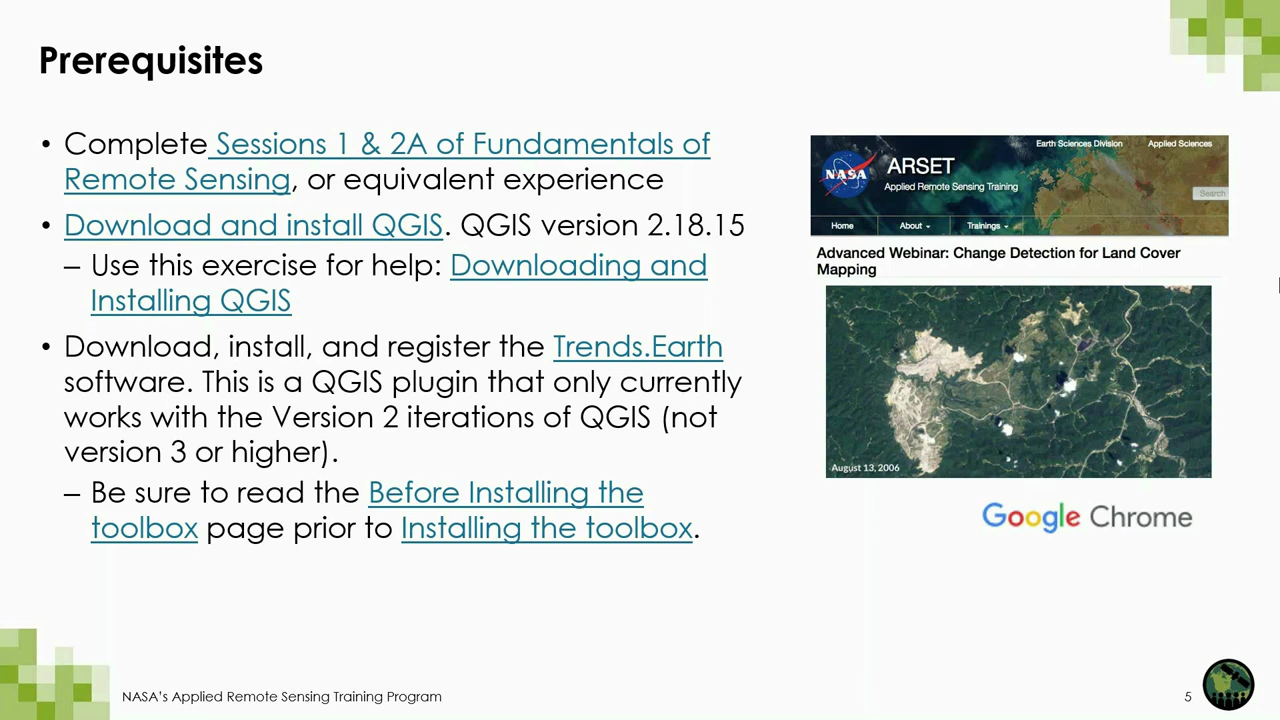 Prerequisites
• Complete Sessions 1 & 2A of Fundamentals of
Remote Sensing, or equivalent experience
• Download and install QGIS. QGIS version 2.18.15
– Use this exercise for help: Downloading and
Installing QGIS
• Download, install, and register the Trends.Earth
software. This is a QGIS plugin that only currently
works with the Version 2 iterations of QGIS (not
version 3 or higher).
– Be sure to read the Before Installing the
toolbox page prior to Installing the toolbox.
Earth Sciences Division Applied Sciences
NASA
ARSET
Applied Remote Sensing Training
Search
Home About Trainings
Advanced Webinar: Change Detection for Land Cover
Mapping
August 13, 2006
Google Chrome
NASA's Applied Remote Sensing Training Program
5